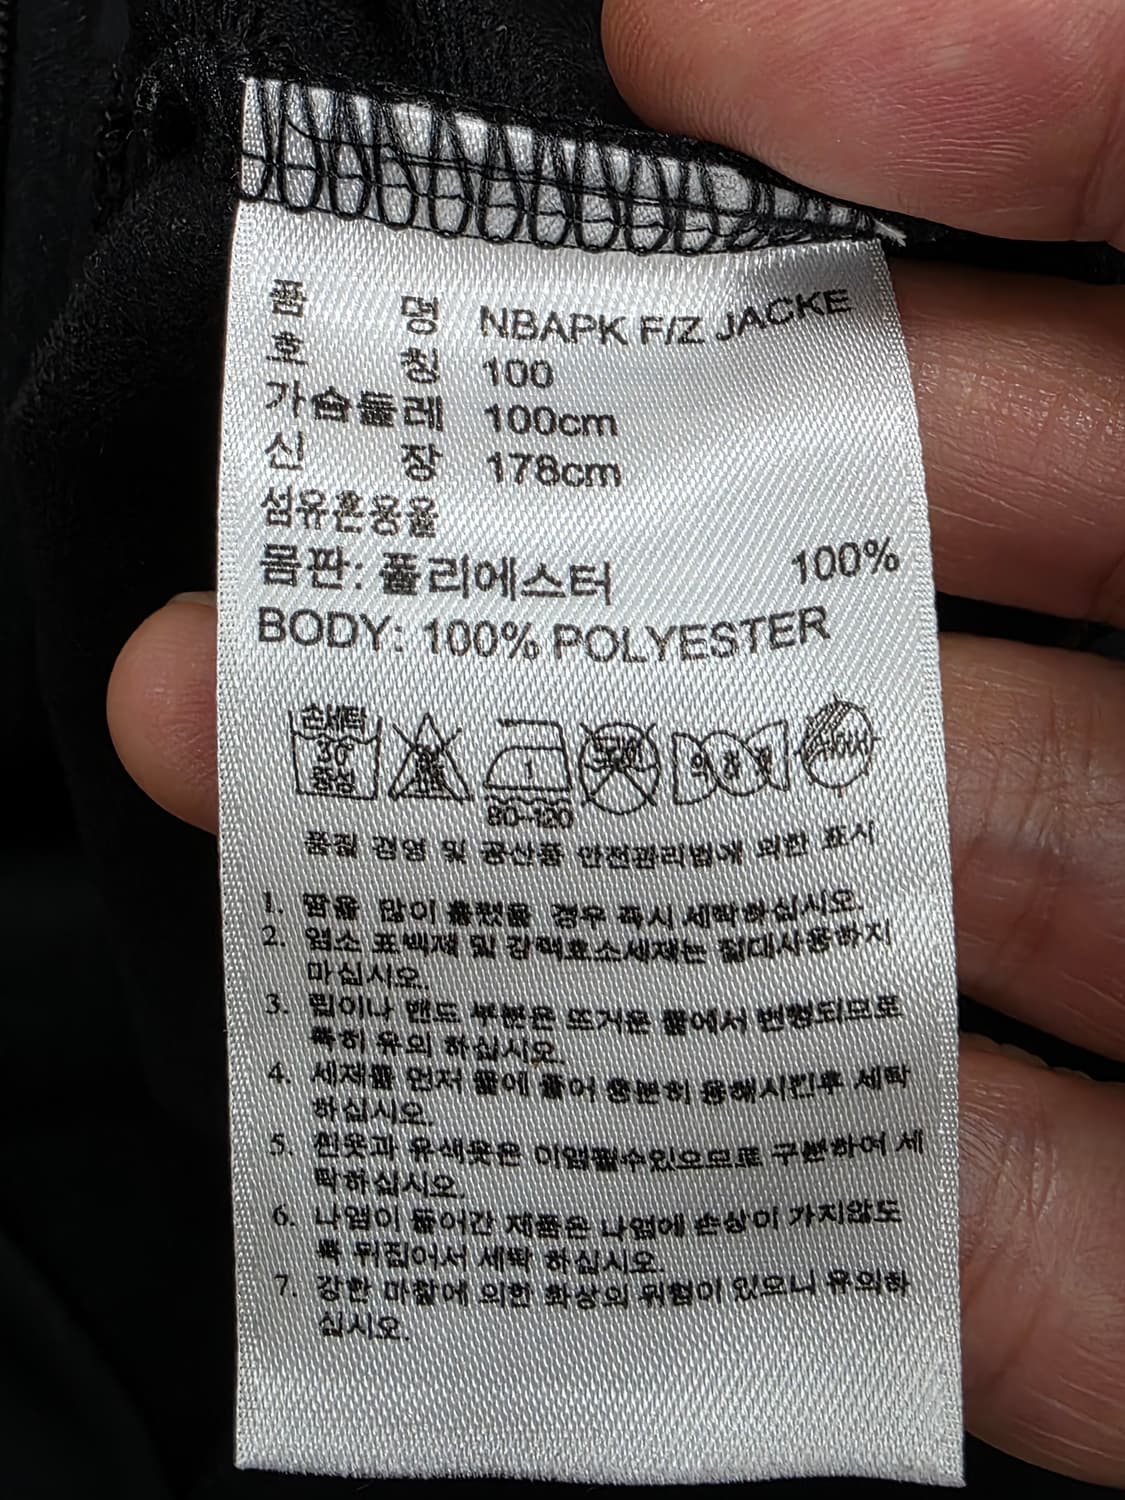 품 명 NBAPK F/Z JACKE
호 칭 100
가슴둘레 100cm
신 장 178cm
섬유혼용율
몸판: 폴리에스터 100%
BODY: 100% POLYESTER
손세탁
30
중성
1
80~120
품질 경영 및 공산품 안전관리법에 의한 표시
1. 땀을 많이 흘렸을 경우 즉시 세탁하십시오.
2. 염소 표백제 및 강력효소세제는 절대사용하지
마십시오.
3. 립이나 밴드 부분은 뜨거운 물에서 변형되므로
특히 유의 하십시오.
4. 세제를 먼저 물에 풀어 충분히 용해시킨후 세탁
하십시오.
5. 흰옷과 유색옷은 이염될수있으므로 구분하여 세
탁하십시오.
6. 나염이 들어간 제품은 나염에 손상이 가지않도
록 뒤집어서 세탁 하십시오.
7. 강한 마찰에 의한 화상의 위험이 있으니 유의하
십시오.